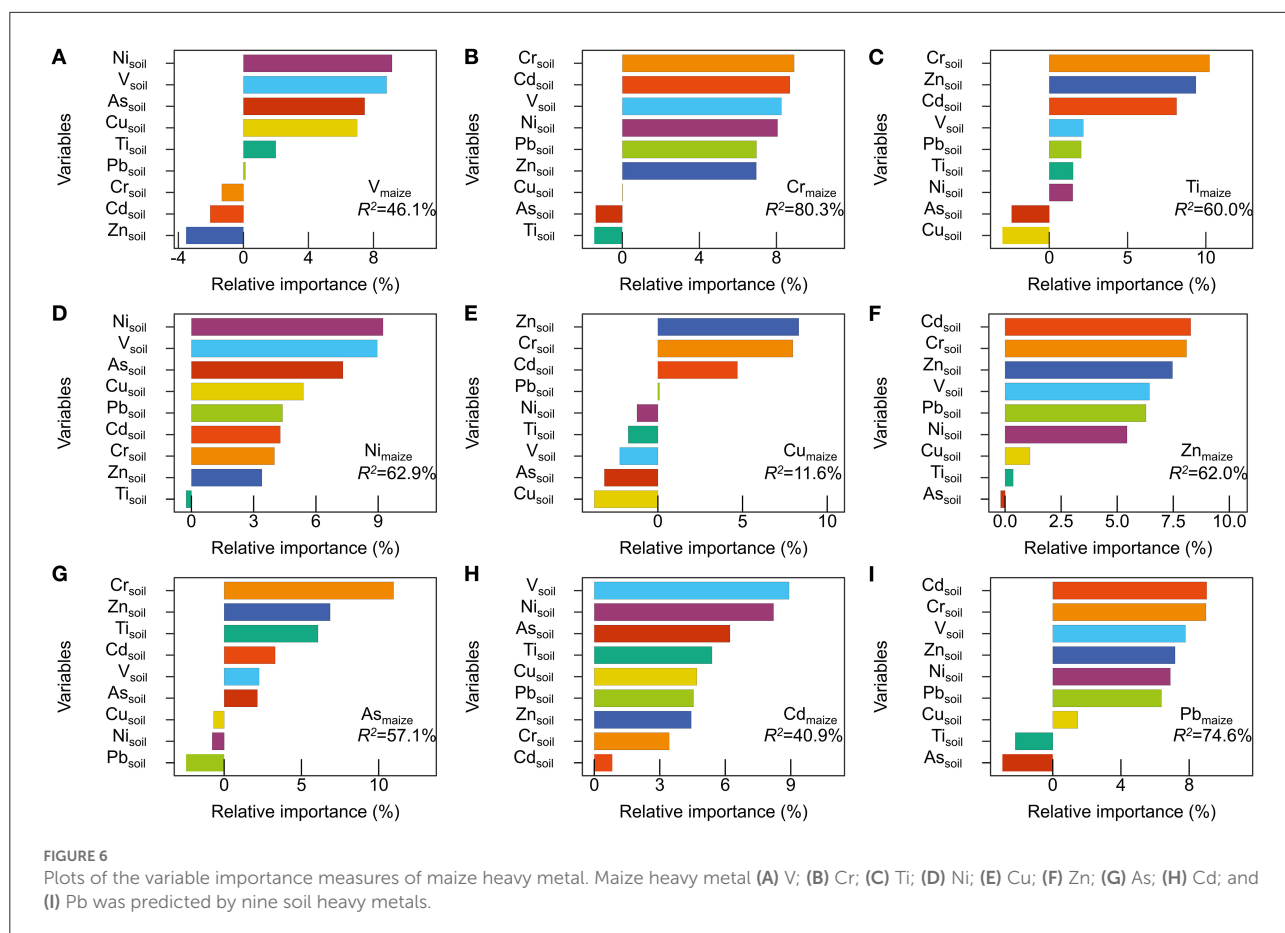 A
Variables
Ni_soil
V_soil
As_soil
Cu_soil
Ti_soil
Pb_soil
Cr_soil
Cd_soil
Zn_soil
V_maize
R²=46.1%
-4 0 4 8
Relative importance (%)
B
Variables
Cr_soil
Cd_soil
V_soil
Ni_soil
Pb_soil
Zn_soil
Cu_soil
As_soil
Ti_soil
Cr_maize
R²=80.3%
0 4 8
Relative importance (%)
C
Variables
Cr_soil
Zn_soil
Cd_soil
V_soil
Pb_soil
Ti_soil
Ni_soil
As_soil
Cu_soil
Ti_maize
R²=60.0%
0 5 10
Relative importance (%)
D
Variables
Ni_soil
V_soil
As_soil
Cu_soil
Pb_soil
Cd_soil
Cr_soil
Zn_soil
Ti_soil
Ni_maize
R²=62.9%
0 3 6 9
Relative importance (%)
E
Variables
Zn_soil
Cr_soil
Cd_soil
Pb_soil
Ni_soil
Ti_soil
V_soil
As_soil
Cu_soil
Cu_maize
R²=11.6%
0 5 10
Relative importance (%)
F
Variables
Cd_soil
Cr_soil
Zn_soil
V_soil
Pb_soil
Ni_soil
Cu_soil
Ti_soil
As_soil
Zn_maize
R²=62.0%
0.0 2.5 5.0 7.5 10.0
Relative importance (%)
G
Variables
Cr_soil
Zn_soil
Ti_soil
Cd_soil
V_soil
As_soil
Cu_soil
Ni_soil
Pb_soil
As_maize
R²=57.1%
0 5 10
Relative importance (%)
H
Variables
V_soil
Ni_soil
As_soil
Ti_soil
Cu_soil
Pb_soil
Zn_soil
Cr_soil
Cd_soil
Cd_maize
R²=40.9%
0 3 6 9
Relative importance (%)
I
Variables
Cd_soil
Cr_soil
V_soil
Zn_soil
Ni_soil
Pb_soil
Cu_soil
Ti_soil
As_soil
Pb_maize
R²=74.6%
0 4 8
Relative importance (%)
FIGURE 6
Plots of the variable importance measures of maize heavy metal. Maize heavy metal (A) V; (B) Cr; (C) Ti; (D) Ni; (E) Cu; (F) Zn; (G) As; (H) Cd; and
(I) Pb was predicted by nine soil heavy metals.